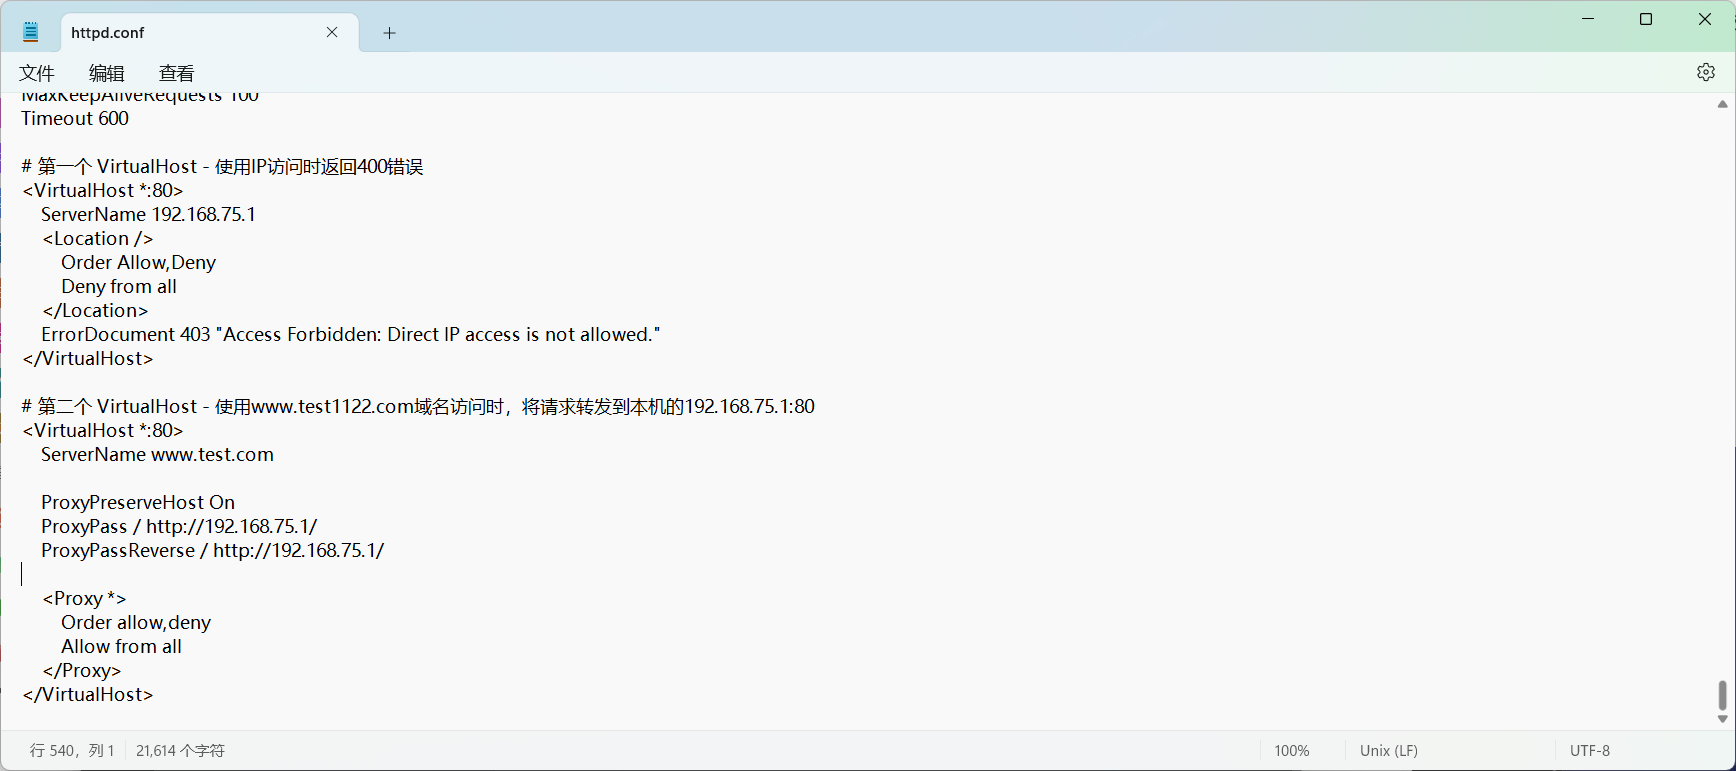 httpd.conf
文件 编辑 查看
MaxKeepAliveRequests 100
Timeout 600
# 第一个 VirtualHost - 使用IP访问时返回400错误
<VirtualHost *:80>
ServerName 192.168.75.1
<Location />
Order Allow,Deny
Deny from all
</Location>
ErrorDocument 403 "Access Forbidden: Direct IP access is not allowed."
</VirtualHost>
# 第二个 VirtualHost - 使用www.test1122.com域名访问时，将请求转发到本机的192.168.75.1:80
<VirtualHost *:80>
ServerName www.test.com
ProxyPreserveHost On
ProxyPass / http://192.168.75.1/
ProxyPassReverse / http://192.168.75.1/
<Proxy *>
Order allow,deny
Allow from all
</Proxy>
</VirtualHost>
行 540，列 1 21,614 个字符 100% Unix (LF) UTF-8